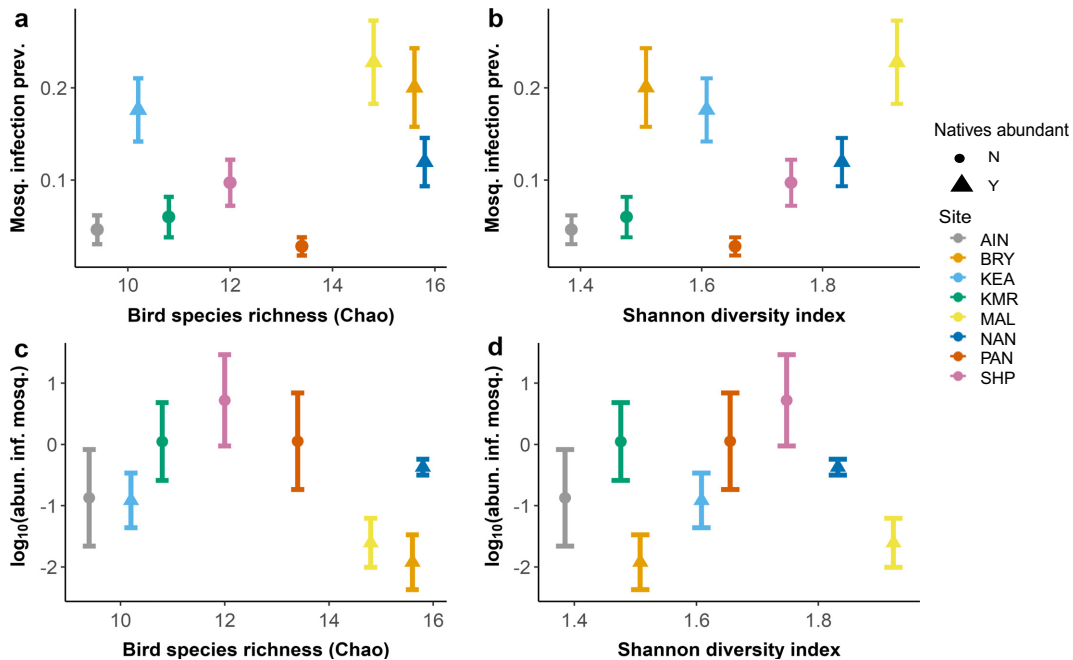 a
Mosq. infection prev.
0.2
0.1
10 12 14 16
Bird species richness (Chao)
b
Mosq. infection prev.
0.2
0.1
1.4 1.6 1.8
Shannon diversity index
c
log10(abun. inf. mosq.)
1
0
-1
-2
10 12 14 16
Bird species richness (Chao)
d
log10(abun. inf. mosq.)
1
0
-1
-2
1.4 1.6 1.8
Shannon diversity index
Natives abundant
N
Y
Site
AIN
BRY
KEA
KMR
MAL
NAN
PAN
SHP